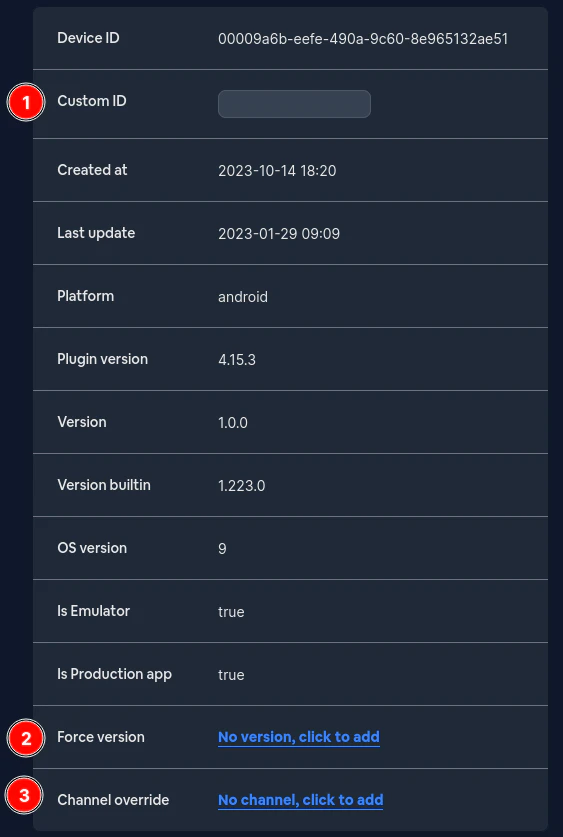 Device ID 00009a6b-eefe-490a-9c60-8e965132ae51
1 Custom ID
Created at 2023-10-14 18:20
Last update 2023-01-29 09:09
Platform android
Plugin version 4.15.3
Version 1.0.0
Version builtin 1.223.0
OS version 9
Is Emulator true
Is Production app true
2 Force version No version, click to add
3 Channel override No channel, click to add